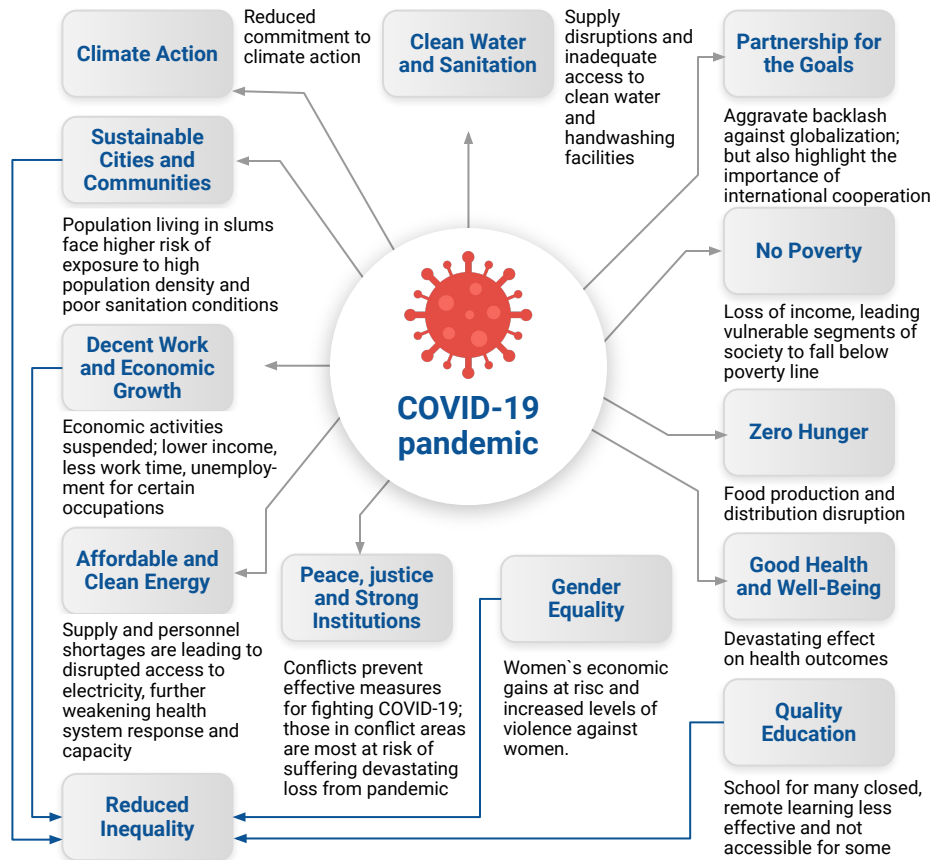 Climate Action
Reduced
commitment to
climate action
Clean Water
and Sanitation
Supply
disruptions and
inadequate
access to
clean water
and
handwashing
facilities
Partnership for
the Goals
Aggravate backlash
against globalization;
but also highlight the
importance of
international cooperation
Sustainable
Cities and
Communities
Population living in slums
face higher risk of
exposure to high
population density and
poor sanitation conditions
No Poverty
Loss of income, leading
vulnerable segments of
society to fall below
poverty line
COVID-19
pandemic
Decent Work
and Economic
Growth
Economic activities
suspended; lower income,
less work time, unemploy-
ment for certain
occupations
Zero Hunger
Food production and
distribution disruption
Affordable and
Clean Energy
Supply and personnel
shortages are leading to
disrupted access to
electricity, further
weakening health
system response and
capacity
Peace, justice
and Strong
Institutions
Conflicts prevent
effective measures
for fighting COVID-19;
those in conflict areas
are most at risk of
suffering devastating
loss from pandemic
Gender
Equality
Women`s economic
gains at risc and
increased levels of
violence against
women.
Good Health
and Well-Being
Devastating effect
on health outcomes
Quality
Education
School for many closed,
remote learning less
effective and not
accessible for some
Reduced
Inequality